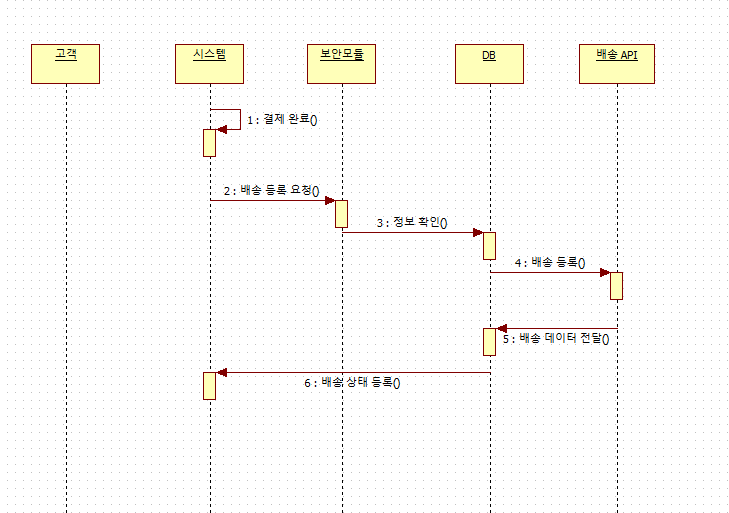 고객
시스템
보안모듈
DB
배송 API
1 : 결제 완료()
2 : 배송 등록 요청()
3 : 정보 확인()
4 : 배송 등록()
5 : 배송 데이터 전달()
6 : 배송 상태 등록()